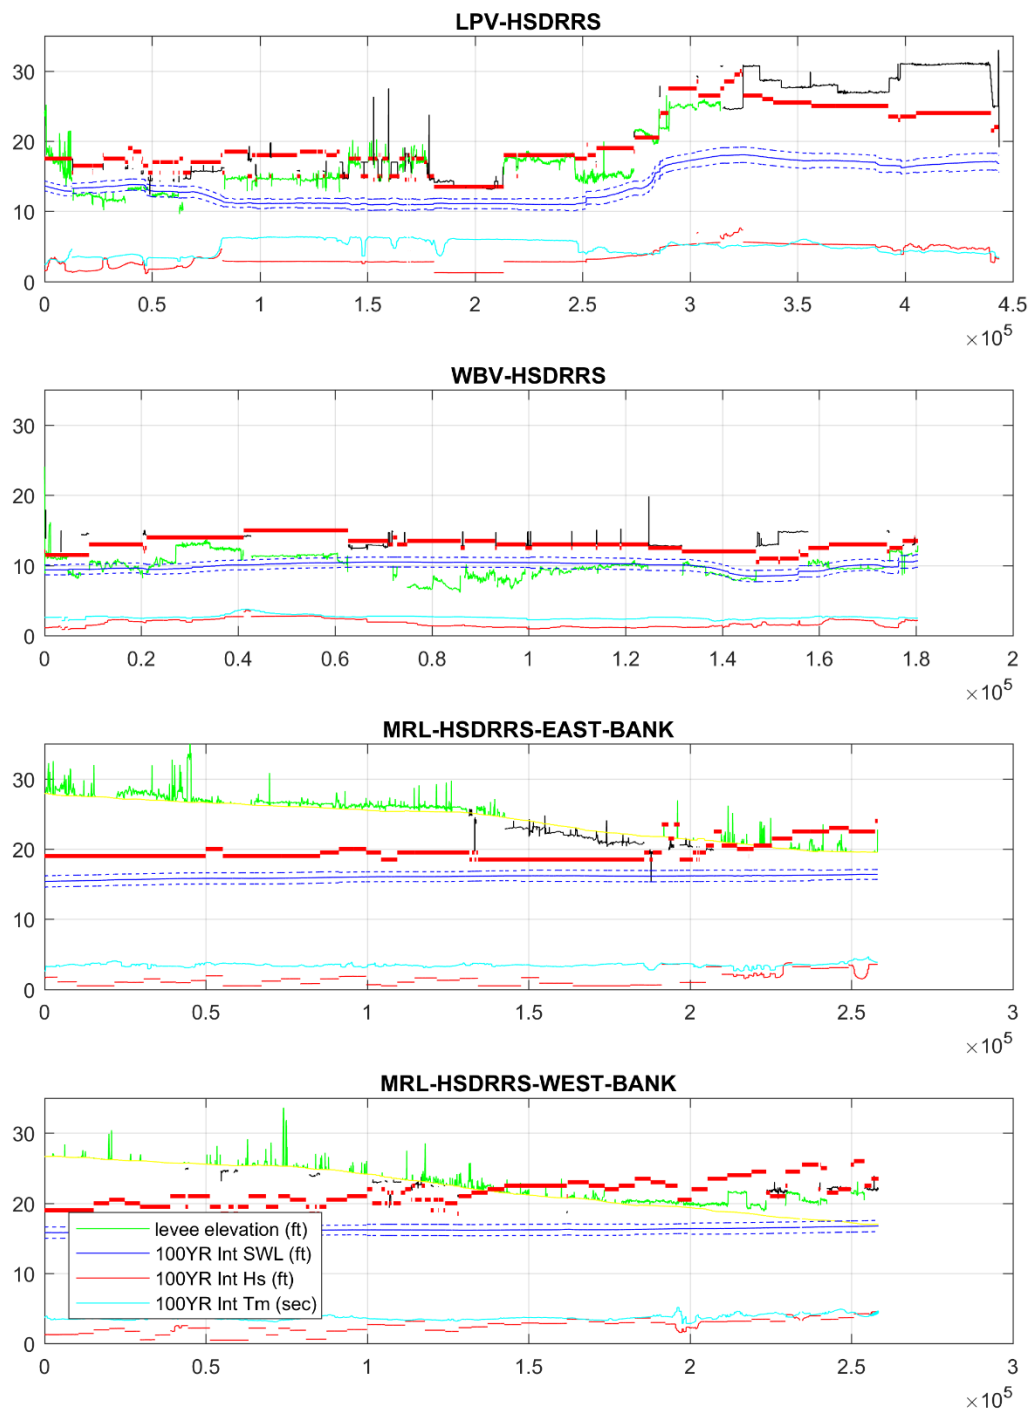 LPV-HSDRRS
30
20
10
0
0 0.5 1 1.5 2 2.5 3 3.5 4 4.5
×10^5
WBV-HSDRRS
30
20
10
0
0 0.2 0.4 0.6 0.8 1 1.2 1.4 1.6 1.8 2
×10^5
MRL-HSDRRS-EAST-BANK
30
20
10
0
0 0.5 1 1.5 2 2.5 3
×10^5
MRL-HSDRRS-WEST-BANK
30
20
10
0
levee elevation (ft)
100YR Int SWL (ft)
100YR Int Hs (ft)
100YR Int Tm (sec)
0 0.5 1 1.5 2 2.5 3
×10^5